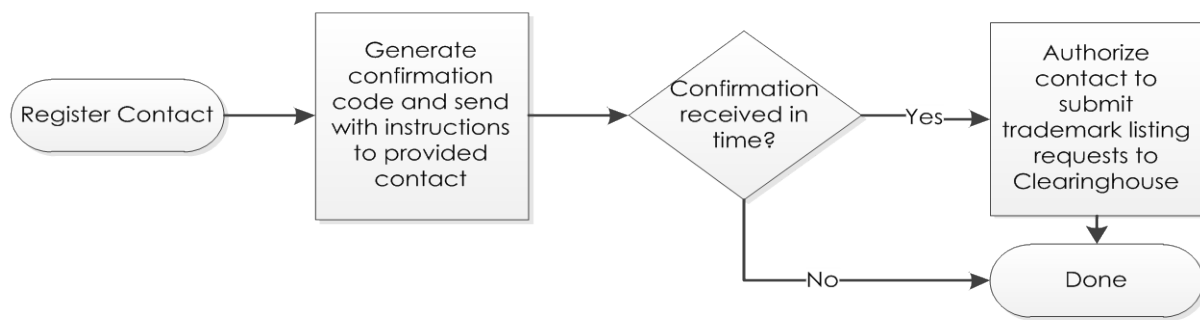 Register Contact
Generate
confirmation
code and send
with instructions
to provided
contact
Confirmation
received in
time?
Yes
Authorize
contact to
submit
trademark listing
requests to
Clearinghouse
No
Done